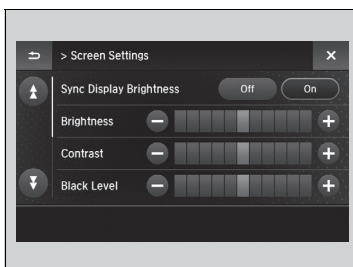 > Screen Settings
Sync Display Brightness Off On
Brightness
Contrast
Black Level